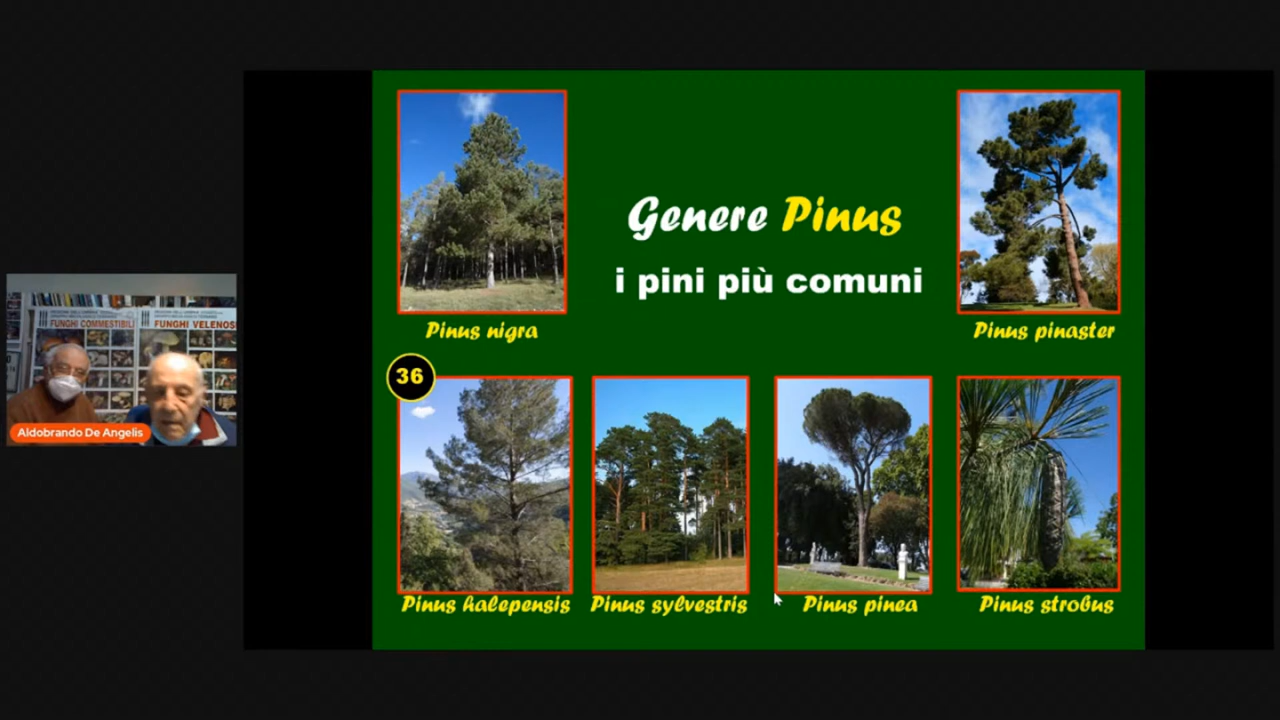 Genere Pinus
i pini più comuni
Pinus nigra
Pinus pinaster
36
Pinus halepensis
Pinus sylvestris
Pinus pinea
Pinus strobus
FUNGHI COMMESTIBILI
FUNGHI VELENOS
Aldobrando De Angelis